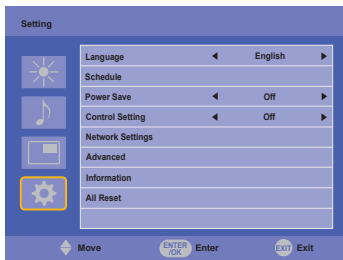 Setting
Language ◀ English ▶
Schedule
Power Save ◀ Off ▶
Control Setting ◀ Off ▶
Network Settings
Advanced
Information
All Reset
Move ENTER /OK Enter EXIT Exit